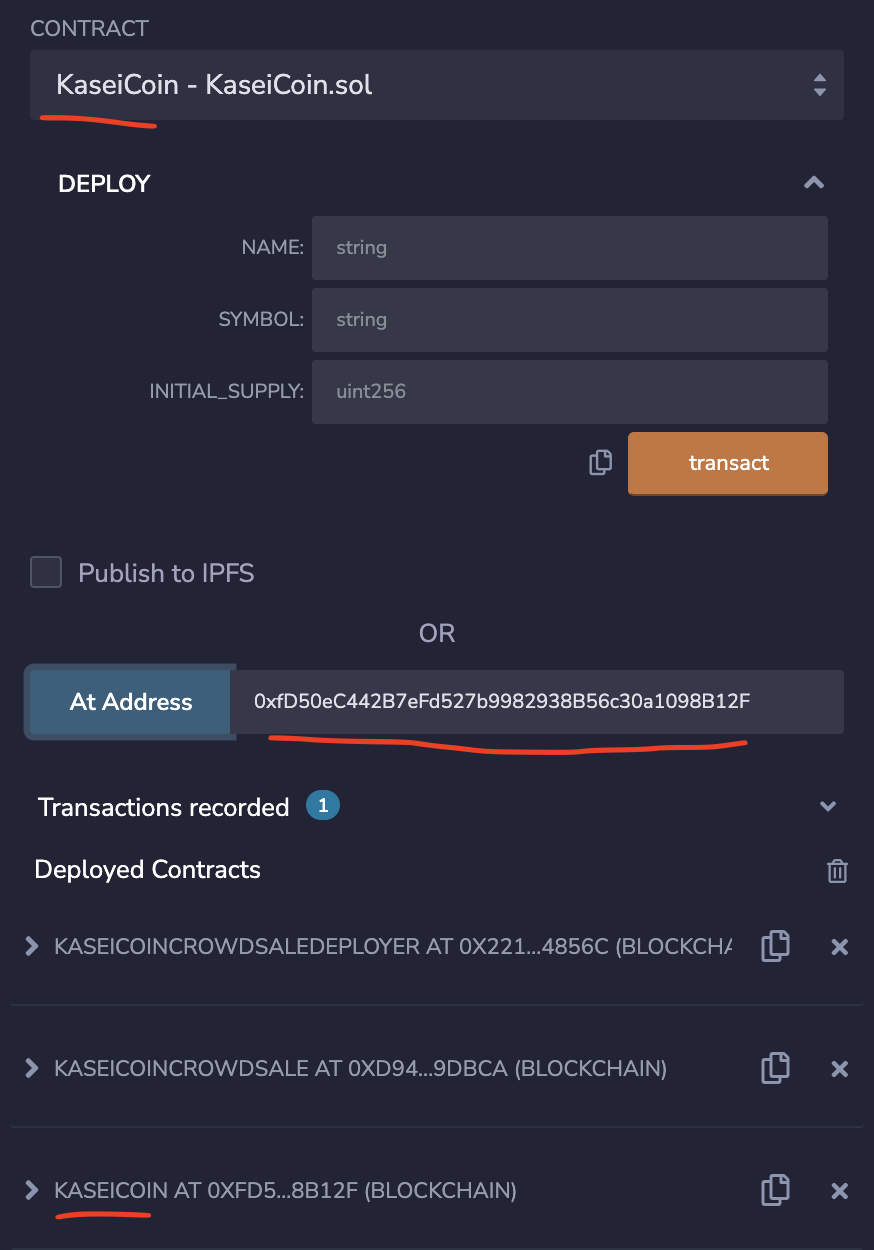 CONTRACT
KaseiCoin - KaseiCoin.sol
DEPLOY
NAME: string
SYMBOL: string
INITIAL_SUPPLY: uint256
transact
Publish to IPFS
OR
At Address 0xfD50eC442B7eFd527b9982938B56c30a1098B12F
Transactions recorded 1
Deployed Contracts
KASEICOINCROWDSALEDEPLOYER AT 0X221...4856C (BLOCKCHA
KASEICOINCROWDSALE AT 0XD94...9DBCA (BLOCKCHAIN)
KASEICOIN AT 0XFD5...8B12F (BLOCKCHAIN)